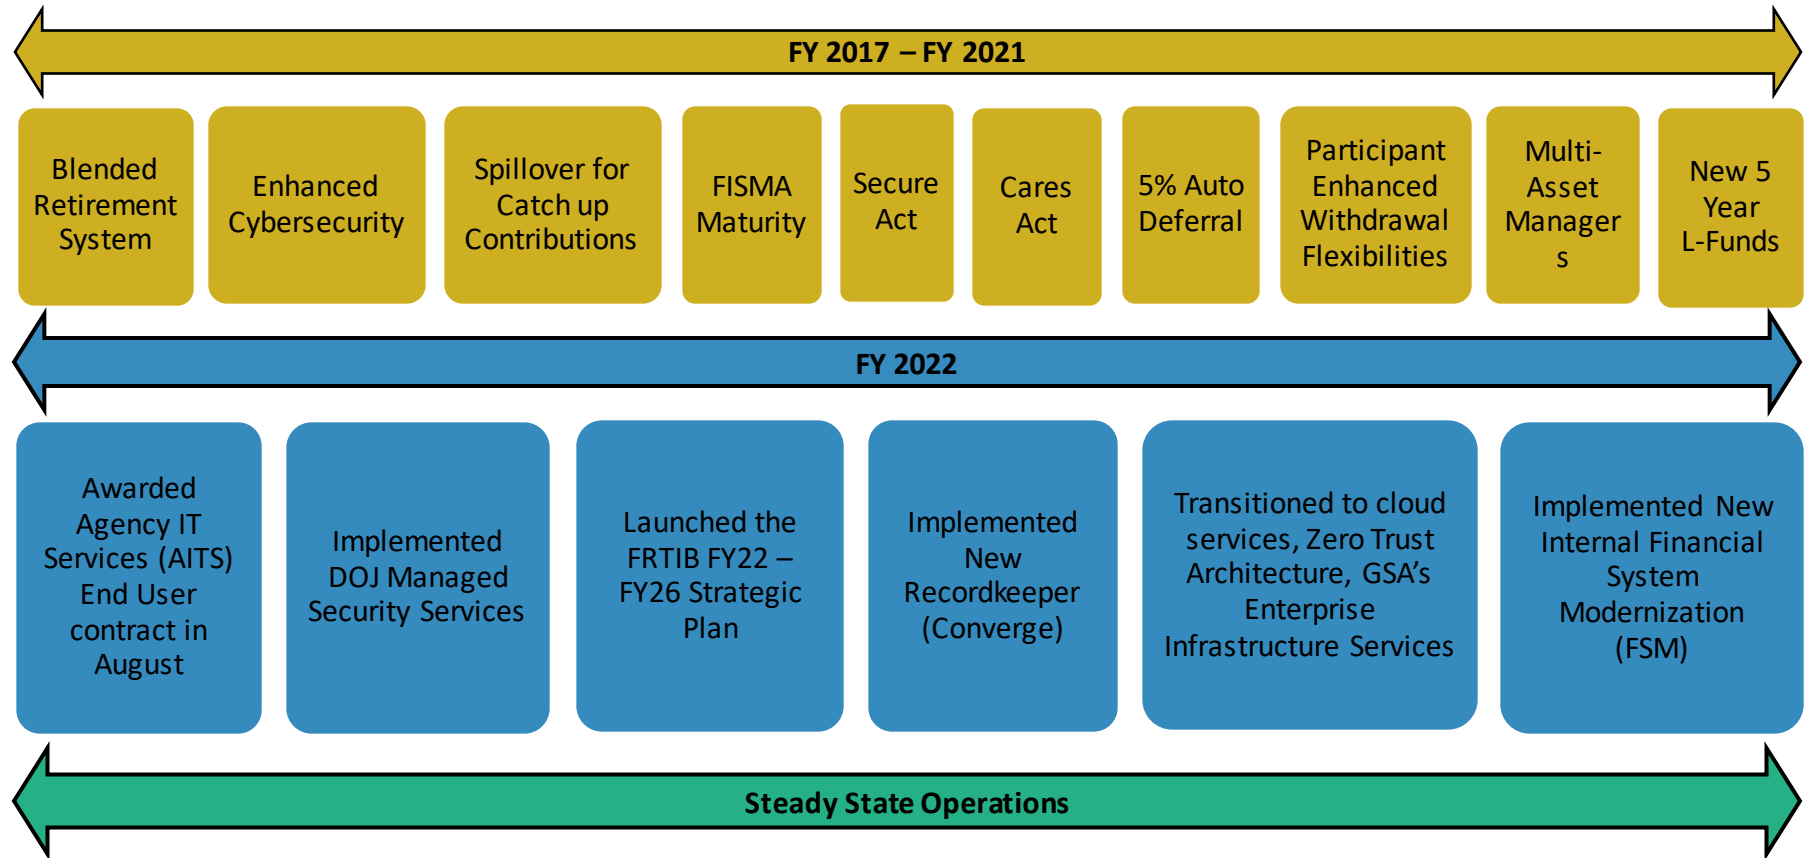 FY 2017 – FY 2021
Blended
Retirement
System
Enhanced
Cybersecurity
Spillover for
Catch up
Contributions
FISMA
Maturity
Secure
Act
Cares
Act
5% Auto
Deferral
Participant
Enhanced
Withdrawal
Flexibilities
Multi-
Asset
Manager
s
New 5
Year
L-Funds
FY 2022
Awarded
Agency IT
Services (AITS)
End User
contract in
August
Implemented
DOJ Managed
Security Services
Launched the
FRTIB FY22 –
FY26 Strategic
Plan
Implemented
New
Recordkeeper
(Converge)
Transitioned to cloud
services, Zero Trust
Architecture, GSA’s
Enterprise
Infrastructure Services
Implemented New
Internal Financial
System
Modernization
(FSM)
Steady State Operations